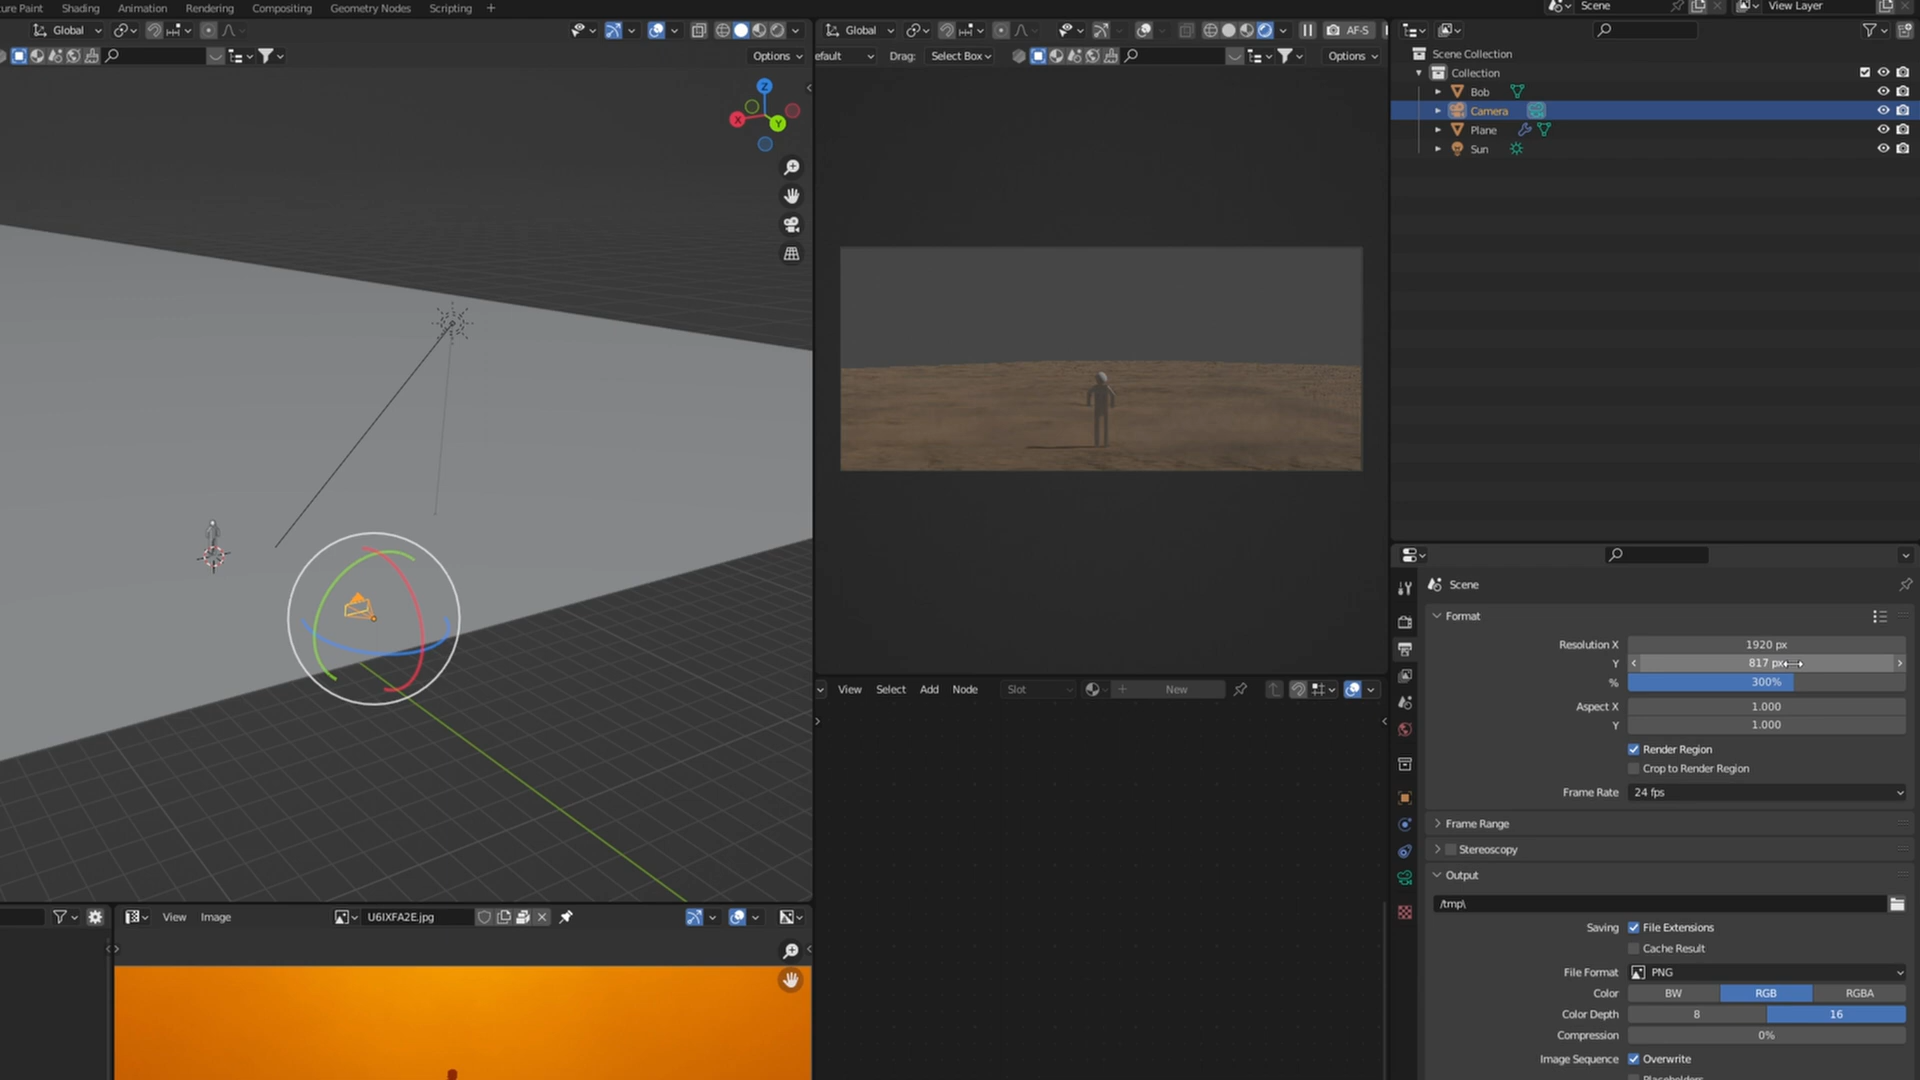 ure Paint Shading Animation Rendering Compositing Geometry Nodes Scripting +
Scene
View Layer
Global
Options
X
Y
Z
Global
AF-S
efault
Drag: Select Box
Options
Scene Collection
Collection
Bob
Camera
Plane
Sun
View Select Add Node
Slot
New
View Image
U6IXFA2E.jpg
Scene
Format
Resolution X 1920 px
Y 817 px
% 300%
Aspect X 1.000
Y 1.000
Render Region
Crop to Render Region
Frame Rate 24 fps
Frame Range
Stereoscopy
Output
/tmp\
Saving File Extensions
Cache Result
File Format PNG
Color BW RGB RGBA
Color Depth 8 16
Compression 0%
Image Sequence Overwrite
Placeholders